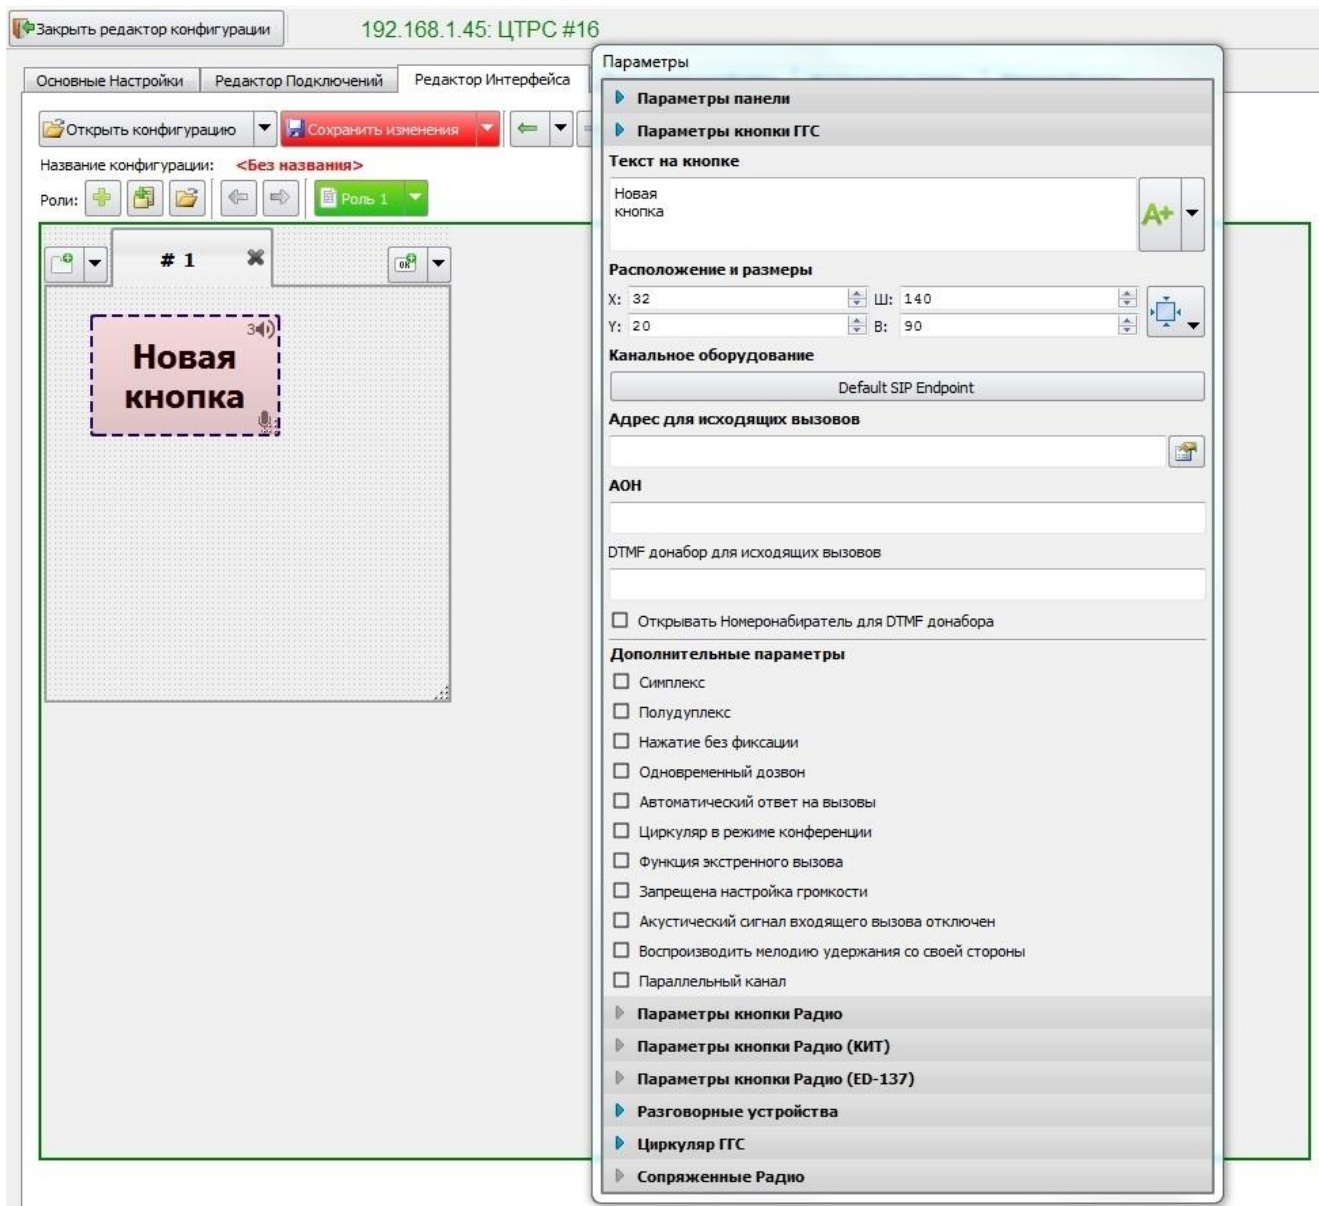 Закрыть редактор конфигурации
192.168.1.45: ЦТРС #16
Основные Настройки
Редактор Подключений
Редактор Интерфейса
Открыть конфигурацию
Сохранить изменения
Название конфигурации: <Без названия>
Роли:
Роль 1
# 1
OK
3
Новая
кнопка
Параметры
Параметры панели
Параметры кнопки ГГС
Текст на кнопке
Новая
кнопка
A+
Расположение и размеры
X: 32
Ш: 140
Y: 20
В: 90
Канальное оборудование
Default SIP Endpoint
Адрес для исходящих вызовов
АОН
DTMF донабор для исходящих вызовов
Открывать Номеронабиратель для DTMF донабора
Дополнительные параметры
Симплекс
Полудуплекс
Нажатие без фиксации
Одновременный дозвон
Автоматический ответ на вызовы
Циркуляр в режиме конференции
Функция экстренного вызова
Запрещена настройка громкости
Акустический сигнал входящего вызова отключен
Воспроизводить мелодию удержания со своей стороны
Параллельный канал
Параметры кнопки Радио
Параметры кнопки Радио (КИТ)
Параметры кнопки Радио (ED-137)
Разговорные устройства
Циркуляр ГГС
Сопряженные Радио